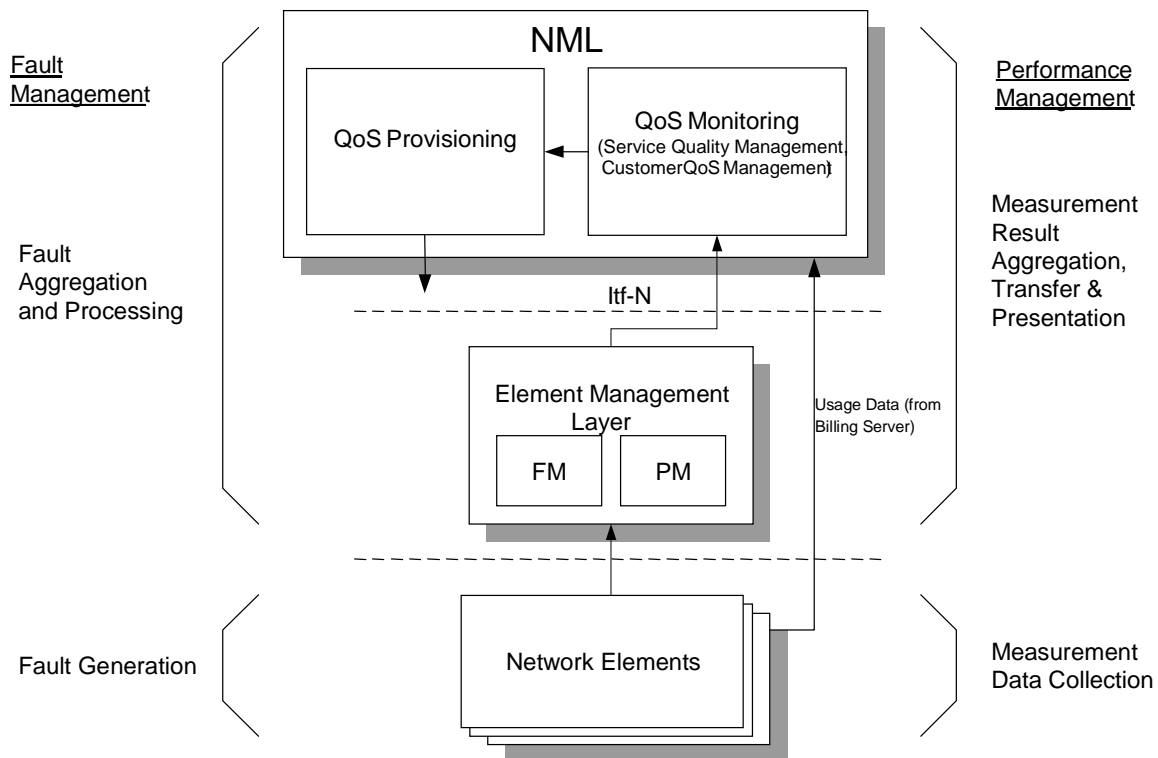 NML
Fault
Management
Performance
Management
QoS Provisioning
QoS Monitoring
(Service Quality Management,
CustomerQoS Management)
Fault
Aggregation
and Processing
Measurement
Result
Aggregation,
Transfer &
Presentation
Itf-N
Element Management
Layer
FM
PM
Usage Data (from
Billing Server)
Fault Generation
Network Elements
Measurement
Data Collection